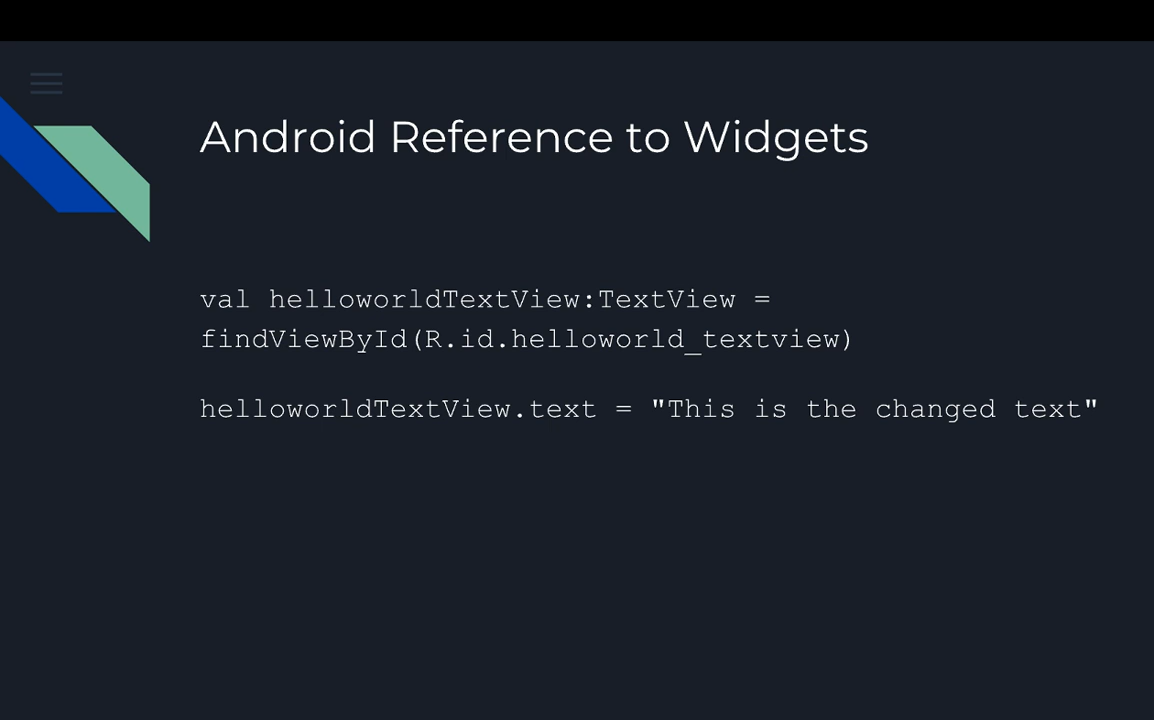 Android Reference to Widgets
val helloworldTextView:TextView =
findViewById(R.id.helloworld_textview)
helloworldTextView.text = "This is the changed text"